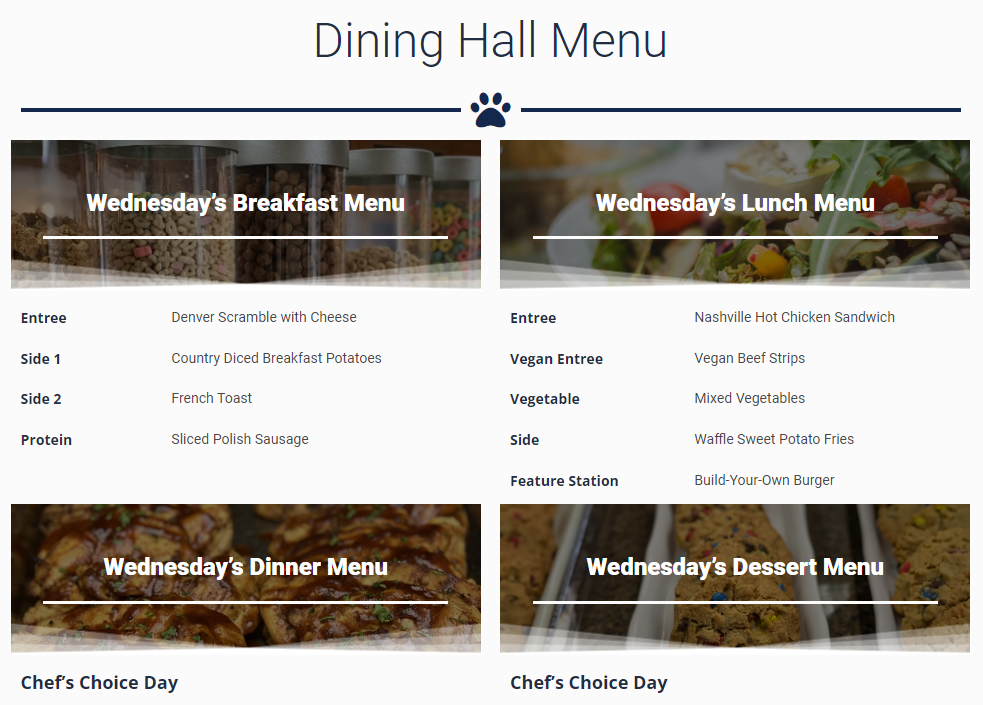 Dining Hall Menu
Wednesday's Breakfast Menu
Entree Denver Scramble with Cheese
Side 1 Country Diced Breakfast Potatoes
Side 2 French Toast
Protein Sliced Polish Sausage
Wednesday's Lunch Menu
Entree Nashville Hot Chicken Sandwich
Vegan Entree Vegan Beef Strips
Vegetable Mixed Vegetables
Side Waffle Sweet Potato Fries
Feature Station Build-Your-Own Burger
Wednesday's Dinner Menu
Chef's Choice Day
Wednesday's Dessert Menu
Chef's Choice Day